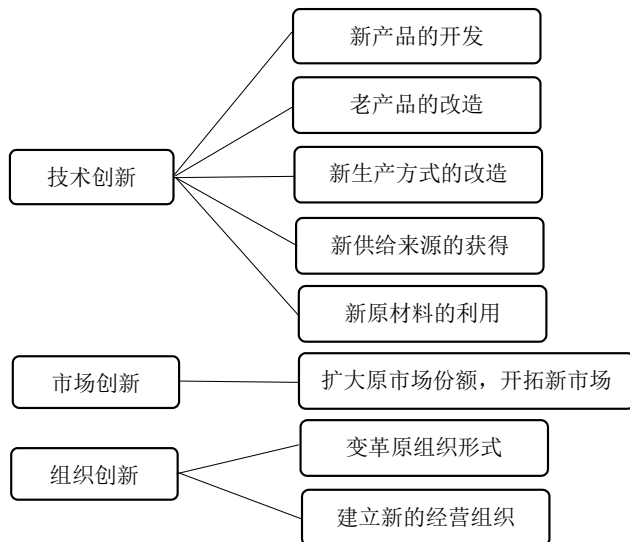 技术创新
新产品的开发
老产品的改造
新生产方式的改造
新供给来源的获得
新原材料的利用
市场创新
扩大原市场份额，开拓新市场
组织创新
变革原组织形式
建立新的经营组织